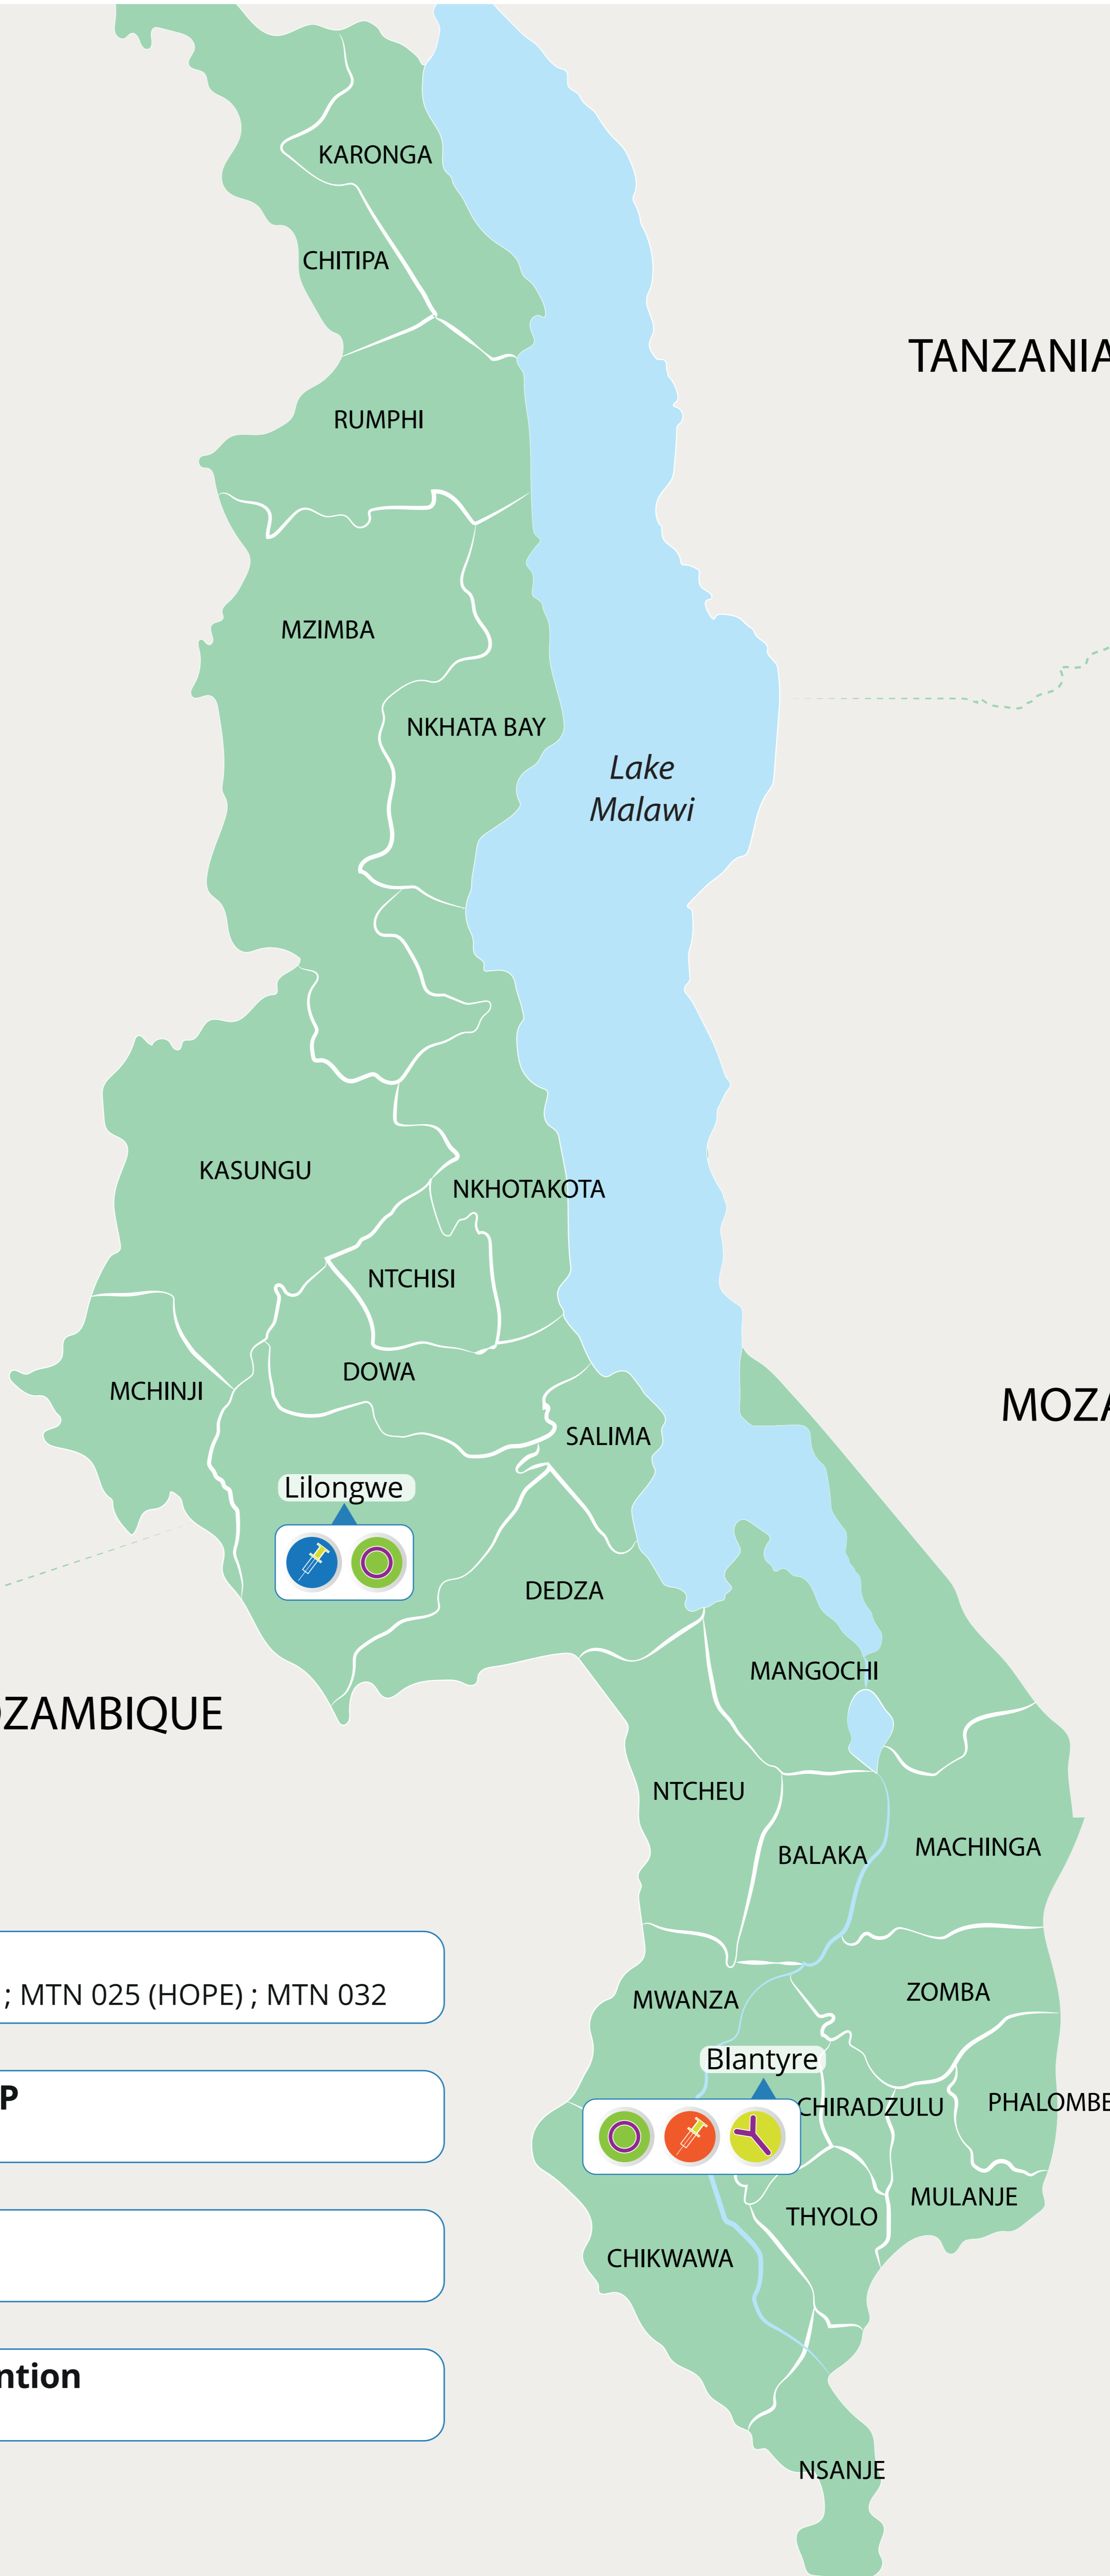 KARONGA
CHITIPA
TANZANIA
RUMPHI
MZIMBA
NKHATA BAY
Lake
Malawi
KASUNGU
NKHOTAKOTA
NTCHISI
DOWA
MCHINJI
MOZA
SALIMA
Lilongwe
DEDZA
MANGOCHI
OZAMBIQUE
NTCHEU
MACHINGA
BALAKA
; MTN 025 (HOPE) ; MTN 032
ZOMBA
MWANZA
Blantyre
P
PHALOMBE
CHIRADZULU
MULANJE
THYOLO
CHIKWAWA
ntion
NSANJE